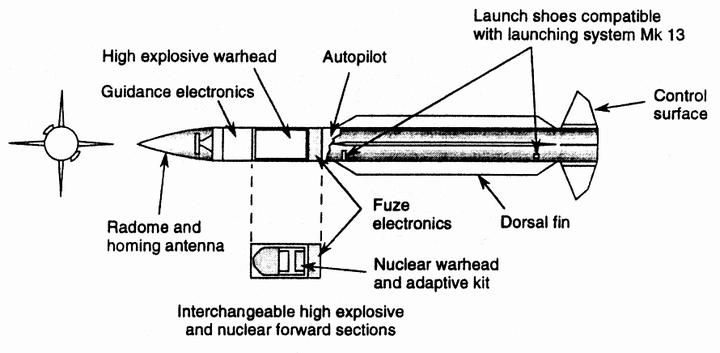 Launch shoes compatible
with launching system Mk 13
High explosive warhead
Autopilot
Guidance electronics
Control
surface
Radome and
homing antenna
Fuze
electronics
Dorsal fin
Nuclear warhead
and adaptive kit
Interchangeable high explosive
and nuclear forward sections